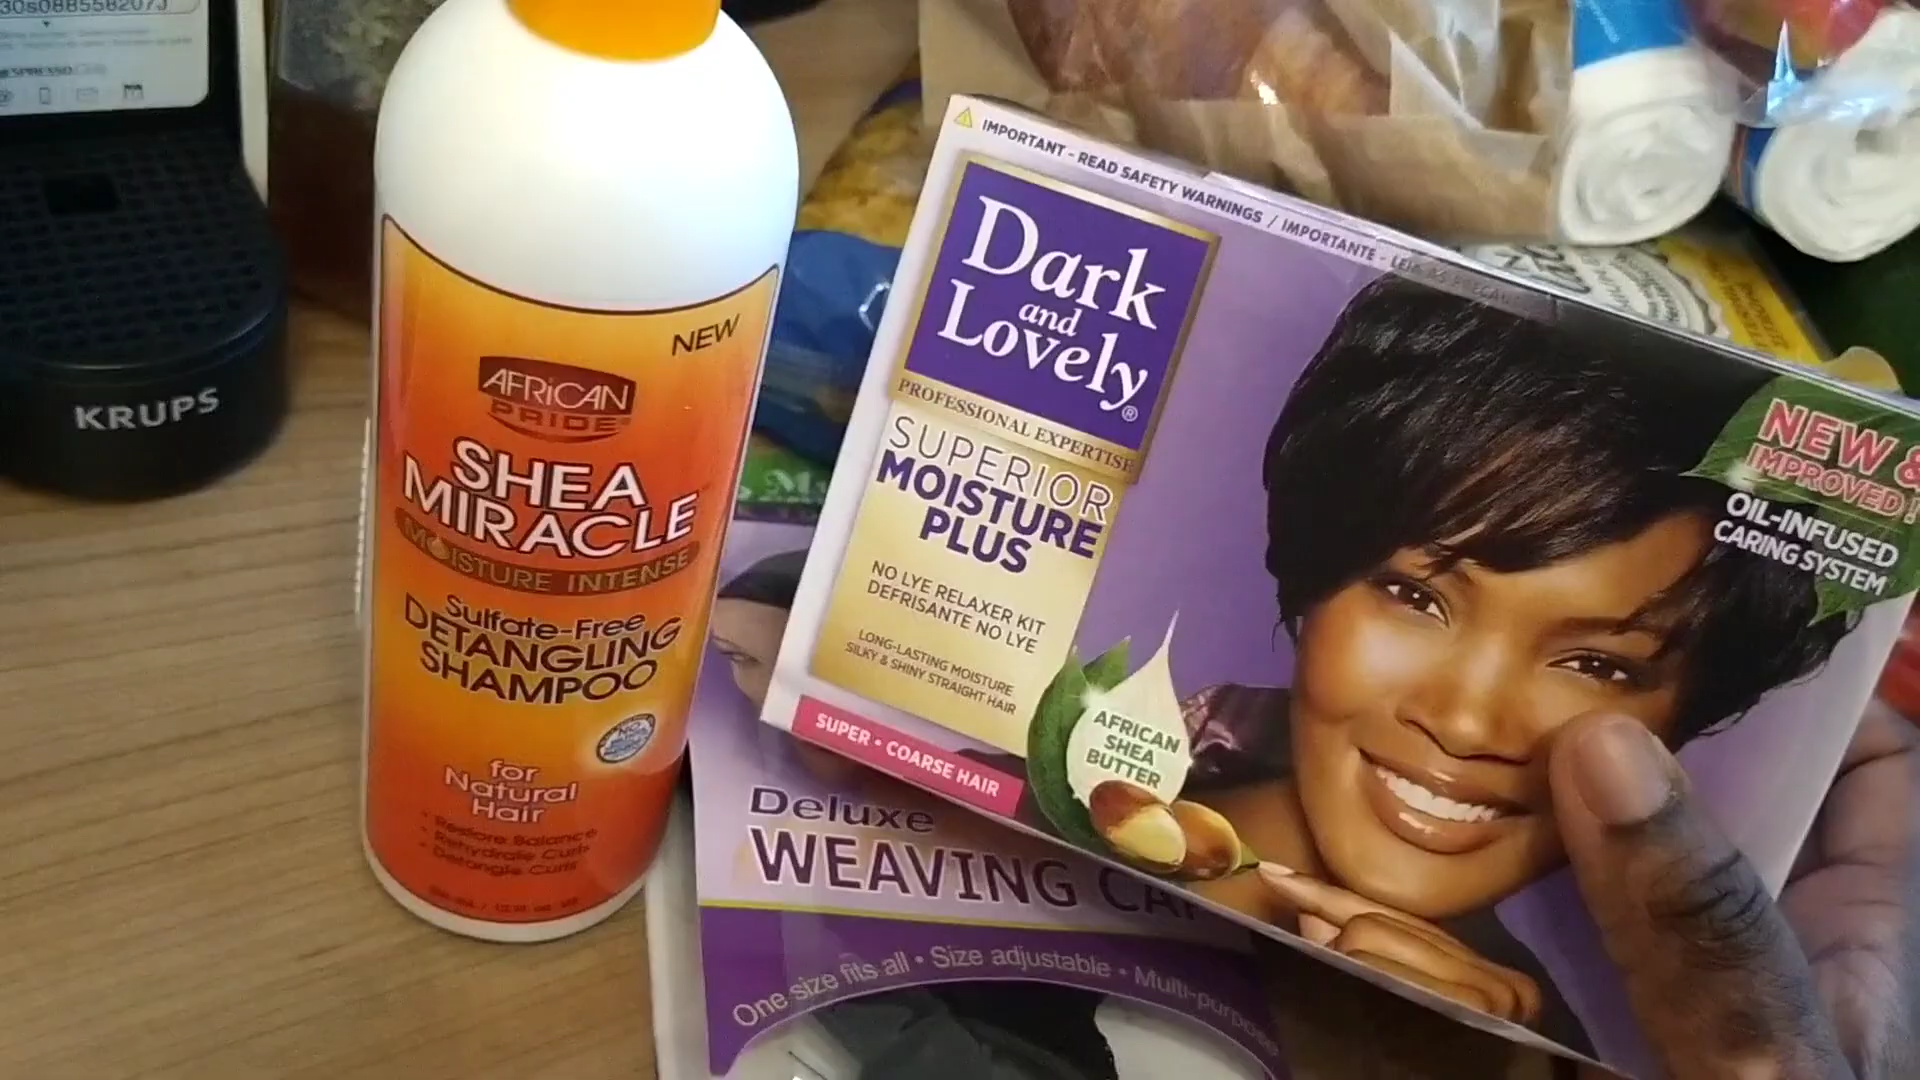 30s0885582073
KRUPS
NEW
AFRICAN
PRIDE
SHEA
MIRACLE
MOISTURE INTENSE
Sulfate-Free
DETANGLING
SHAMPOO
for
Natural
Hair
• Restore Balance
• Rehydrate Curls
• Detangle Curls
IMPORTANT - READ SAFETY WARNINGS / IMPORTANTE -
Dark
and
Lovely®
PROFESSIONAL EXPERTISE
SUPERIOR
MOISTURE
PLUS
NO LYE RELAXER KIT
DEFRISANTE NO LYE
LONG-LASTING MOISTURE
SILKY & SHINY STRAIGHT HAIR
SUPER • COARSE HAIR
AFRICAN
SHEA
BUTTER
NEW &
IMPROVED!
OIL-INFUSED
CARING SYSTEM
Deluxe
WEAVING CAP
One size fits all • Size adjustable • Multi-purpose